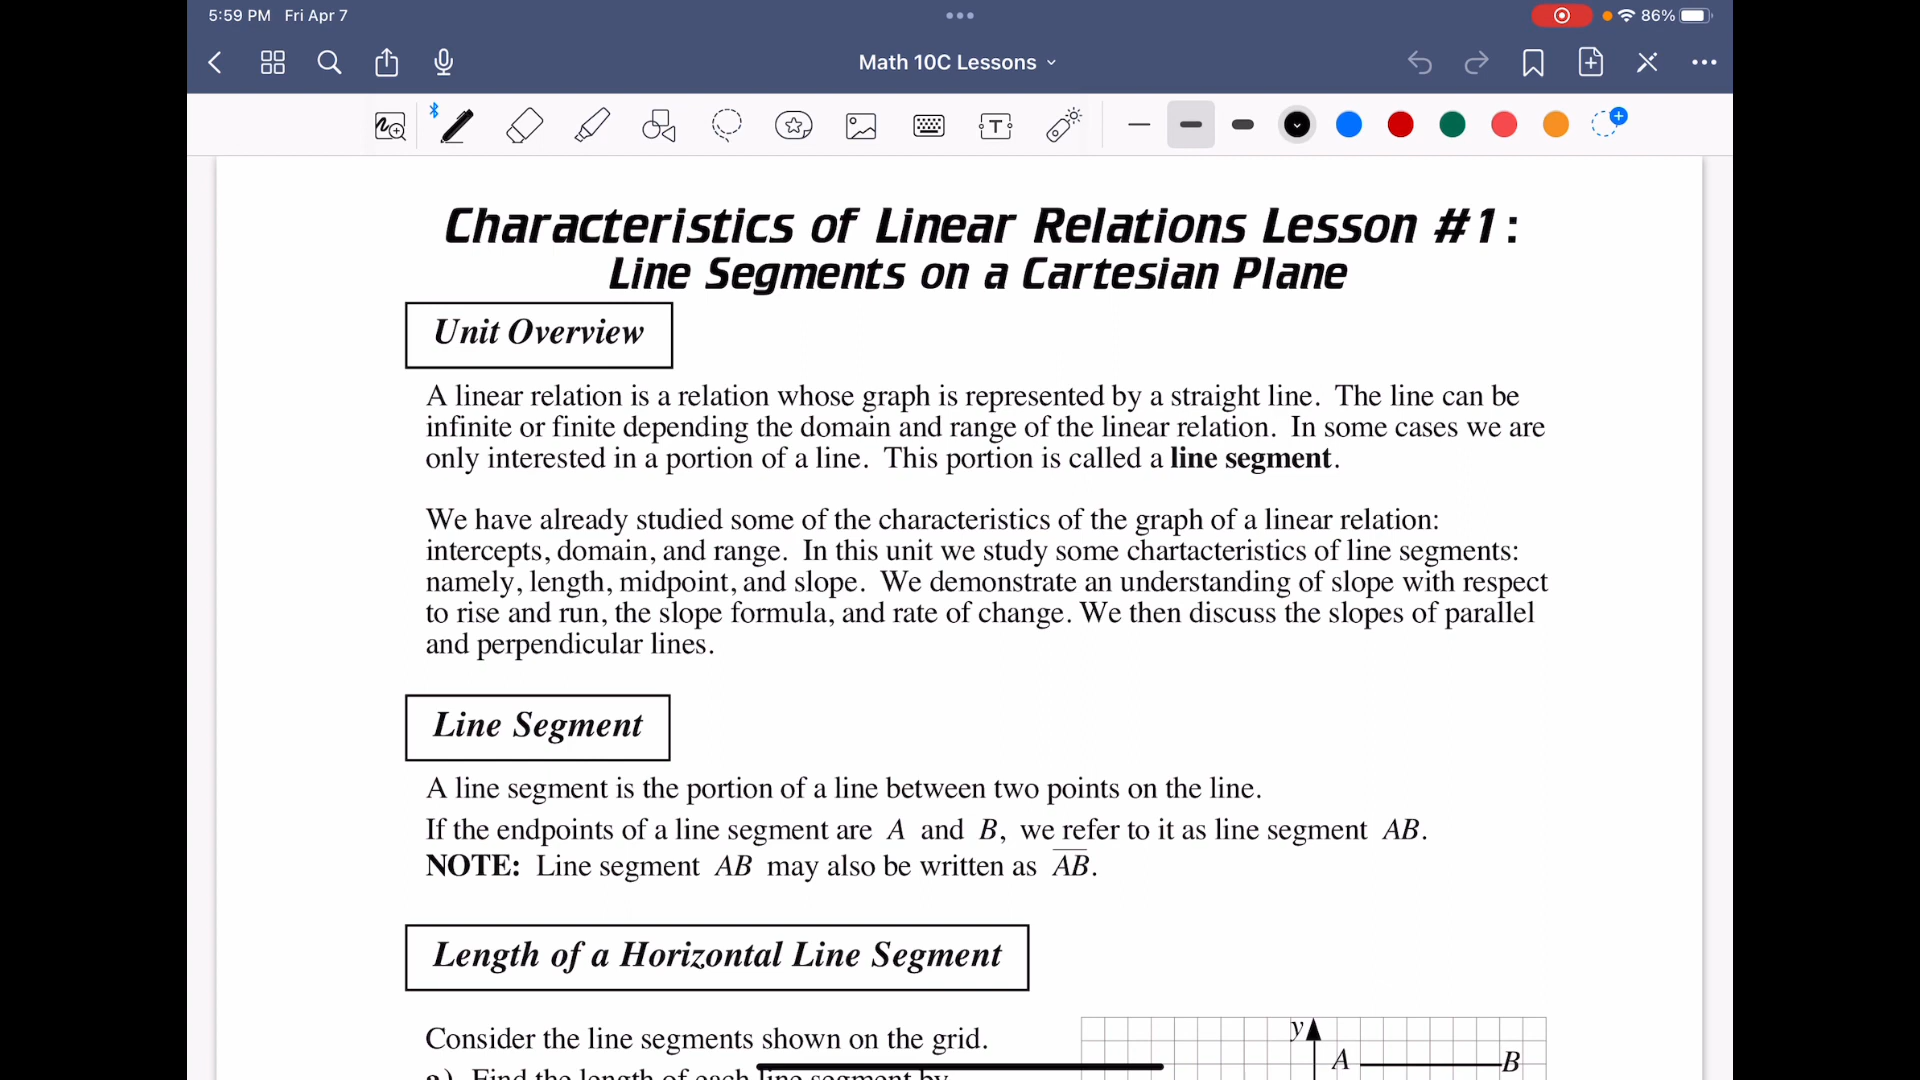 5:59 PM Fri Apr 7
86%
Math 10C Lessons
T
Characteristics of Linear Relations Lesson #1:
Line Segments on a Cartesian Plane
Unit Overview
A linear relation is a relation whose graph is represented by a straight line. The line can be
infinite or finite depending the domain and range of the linear relation. In some cases we are
only interested in a portion of a line. This portion is called a line segment.
We have already studied some of the characteristics of the graph of a linear relation:
intercepts, domain, and range. In this unit we study some chartacteristics of line segments:
namely, length, midpoint, and slope. We demonstrate an understanding of slope with respect
to rise and run, the slope formula, and rate of change. We then discuss the slopes of parallel
and perpendicular lines.
Line Segment
A line segment is the portion of a line between two points on the line.
If the endpoints of a line segment are A and B, we refer to it as line segment AB.
NOTE: Line segment AB may also be written as A̅B̅.
Length of a Horizontal Line Segment
Consider the line segments shown on the grid.
a) Find the length of each line segment by
y
A
B